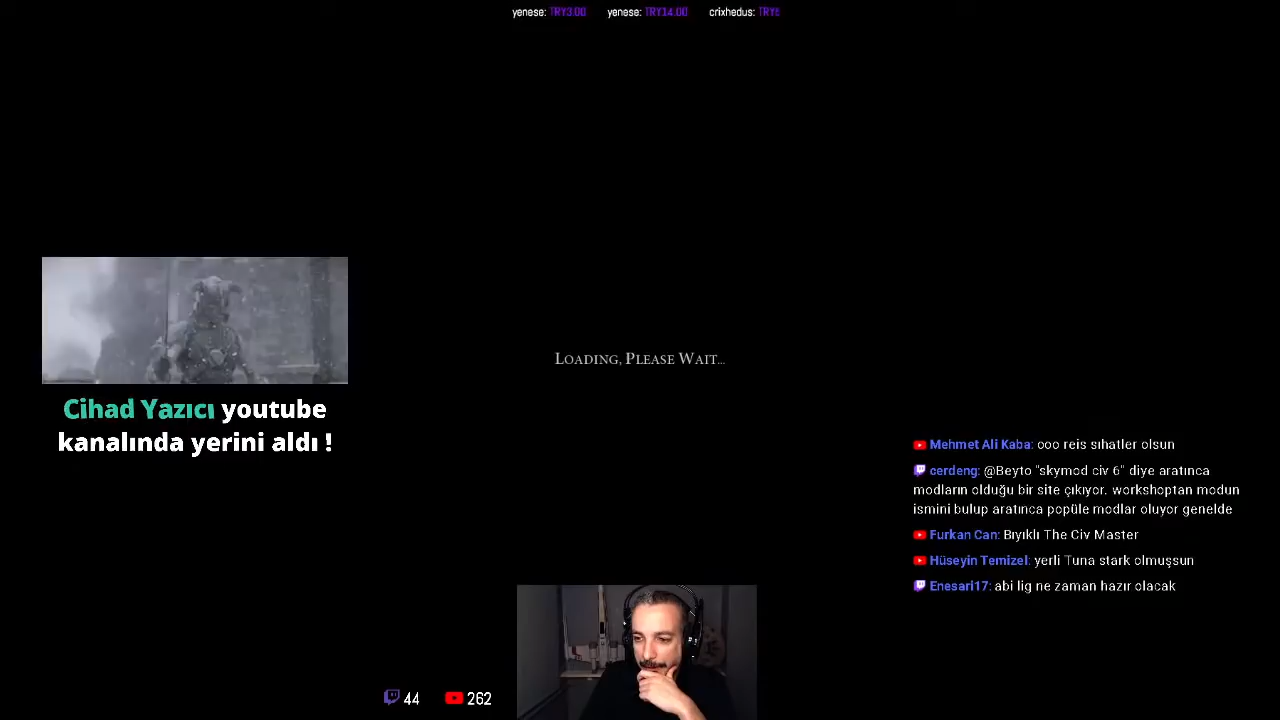 yenese: TRY3.00 yenese: TRY14.00 crixhedus:
LOADING, PLEASE WAIT...
Cihad Yazıcı youtube
kanalında yerini aldı !
Mehmet Ali Kaba: ooo reis sıhatler olsun
cerdeng: @Beyto "skymod civ 6" diye aratınca
modların olduğu bir site çıkıyor. workshoptan modun
ismini bulup aratınca popüle modlar oluyor genelde
Furkan Can: Bıyıklı The Civ Master
Hüseyin Temizel: yerli Tuna stark olmuşsun
Enesari17: abi lig ne zaman hazır olacak
44 262